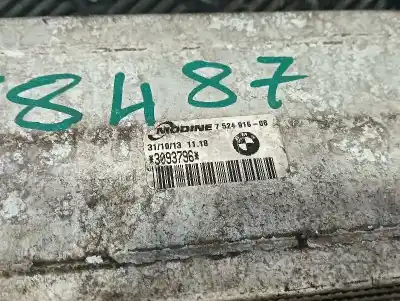 8487
MODINE 7 524 916-08
31/10/13 11.18
*3093796*